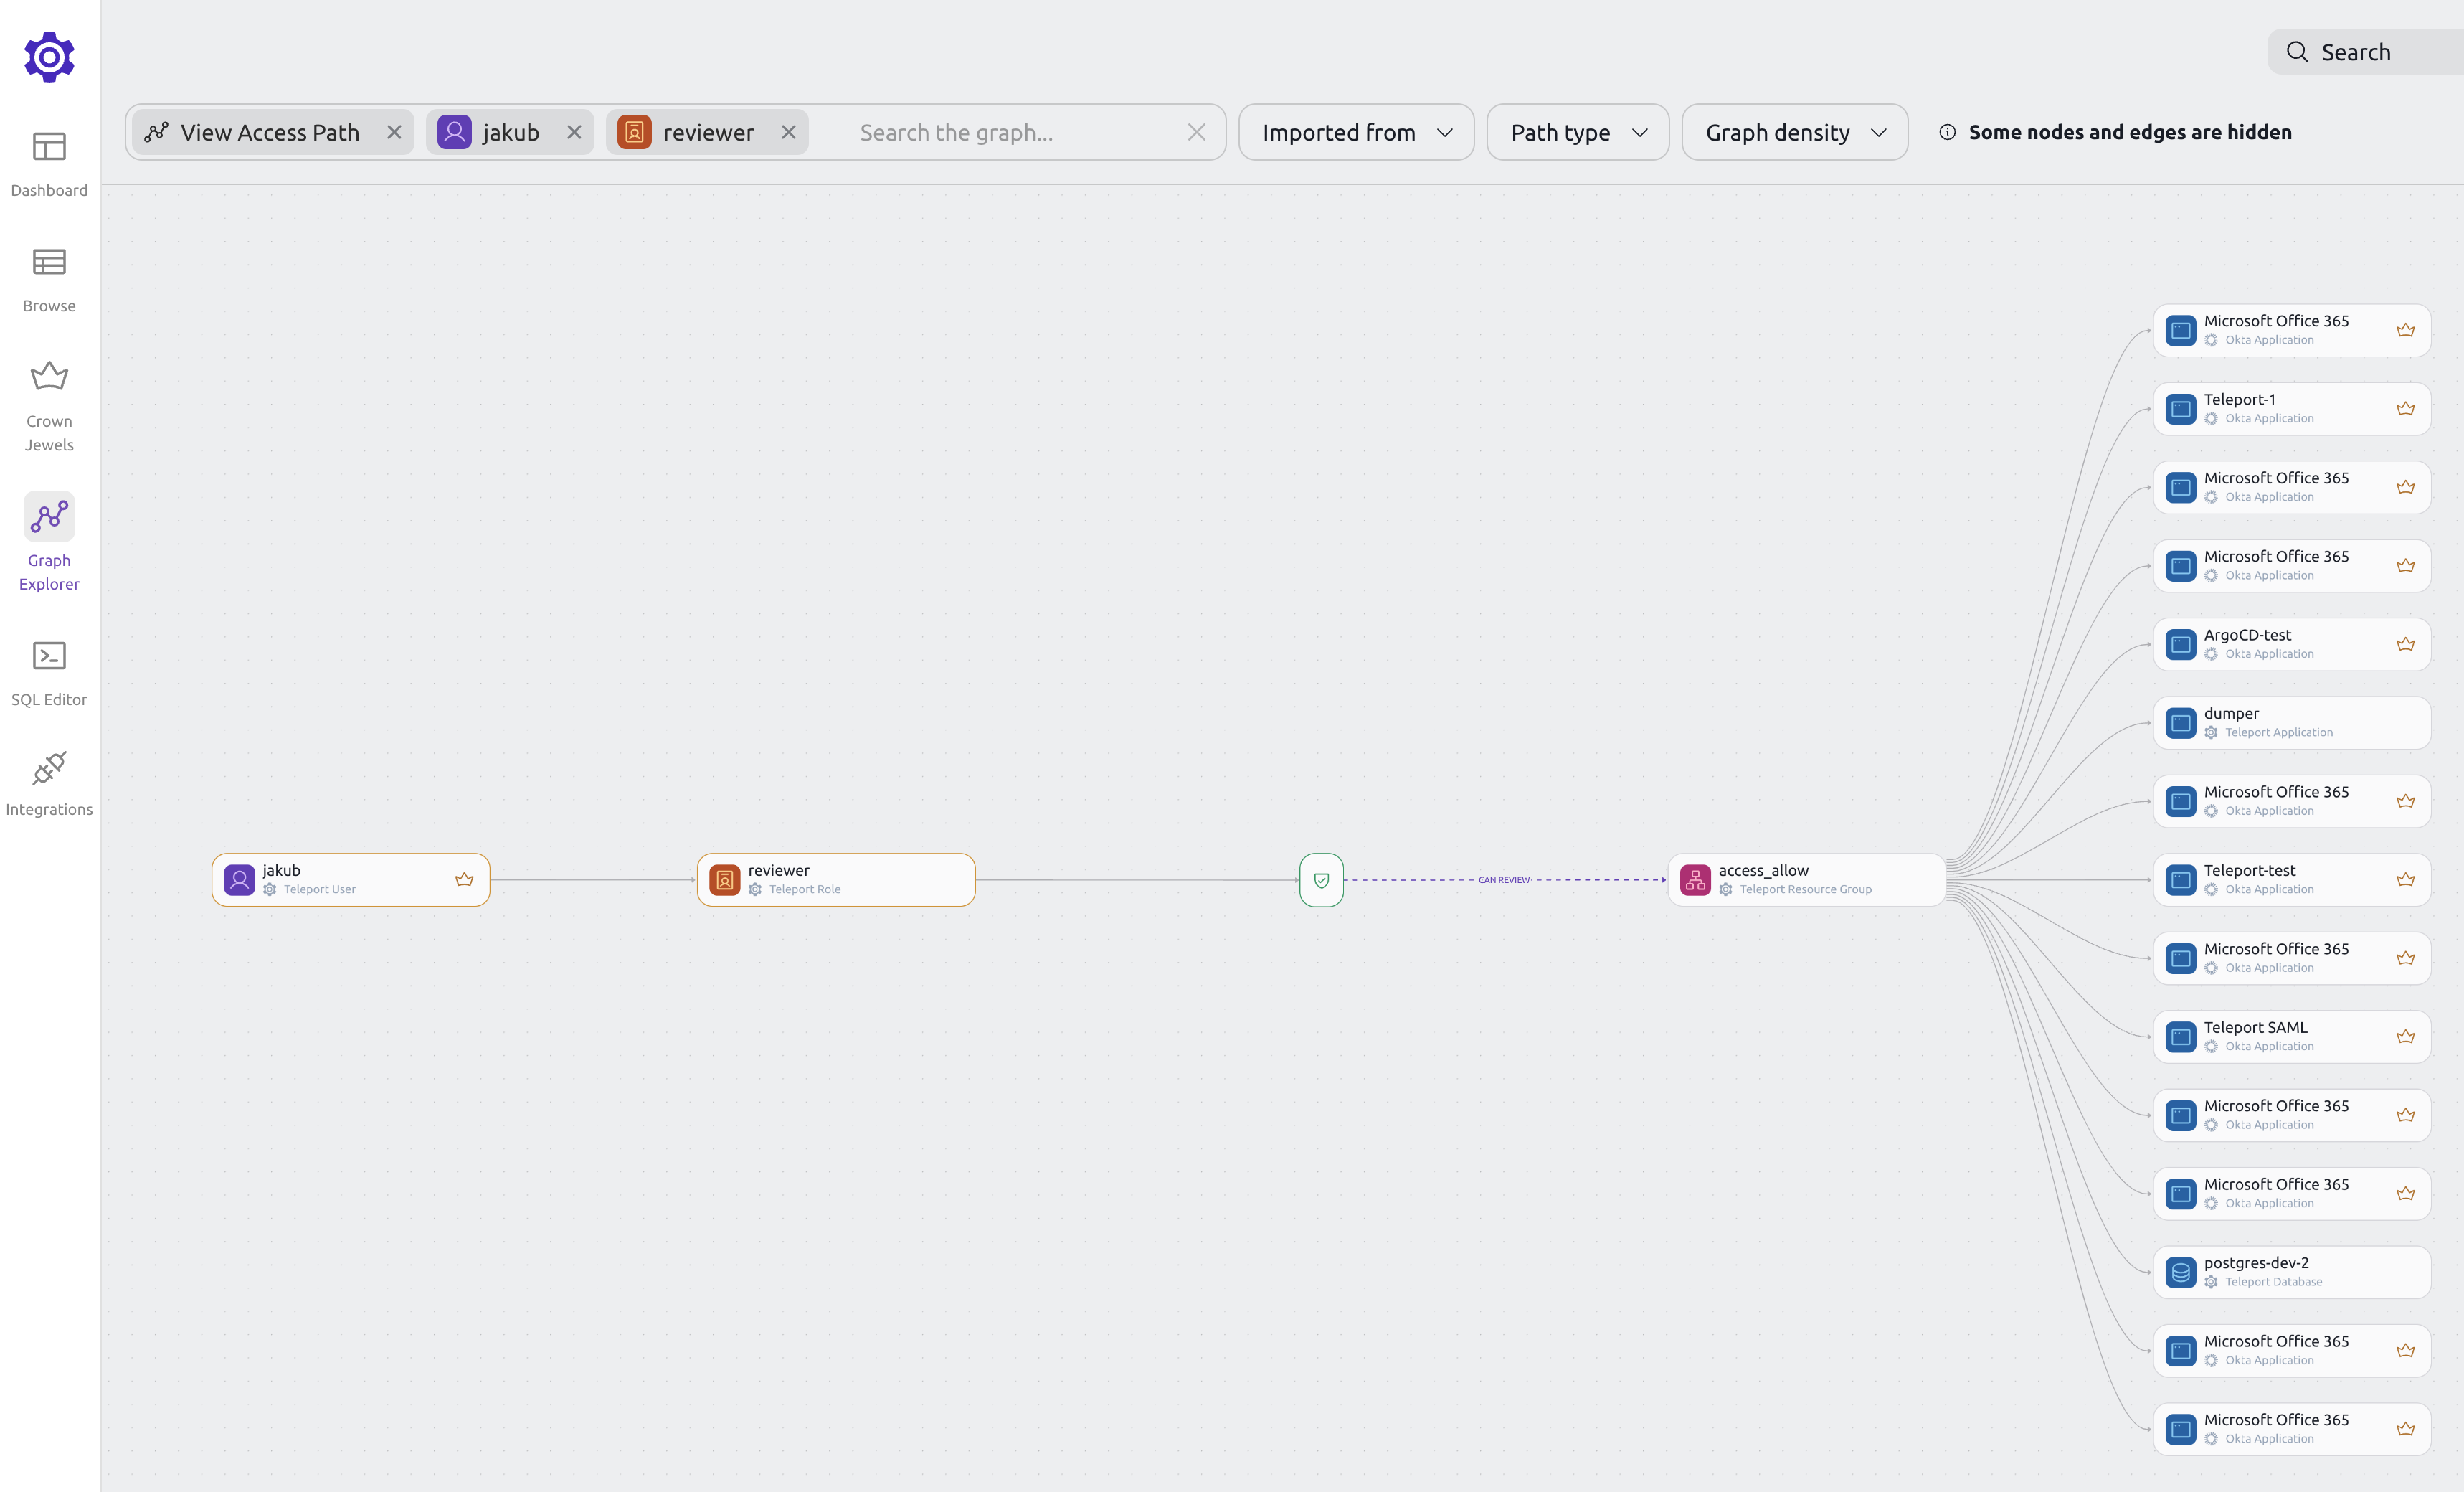 Search
View Access Path
jakub
reviewer
Search the graph...
Imported from
Path type
Graph density
Some nodes and edges are hidden
Dashboard
Browse
Crown
Jewels
Graph
Explorer
SQL Editor
Integrations
jakub
Teleport User
reviewer
Teleport Role
CAN REVIEW
access_allow
Teleport Resource Group
Microsoft Office 365
Okta Application
Teleport-1
Okta Application
Microsoft Office 365
Okta Application
Microsoft Office 365
Okta Application
ArgoCD-test
Okta Application
dumper
Teleport Application
Microsoft Office 365
Okta Application
Teleport-test
Okta Application
Microsoft Office 365
Okta Application
Teleport SAML
Okta Application
Microsoft Office 365
Okta Application
Microsoft Office 365
Okta Application
postgres-dev-2
Teleport Database
Microsoft Office 365
Okta Application
Microsoft Office 365
Okta Application